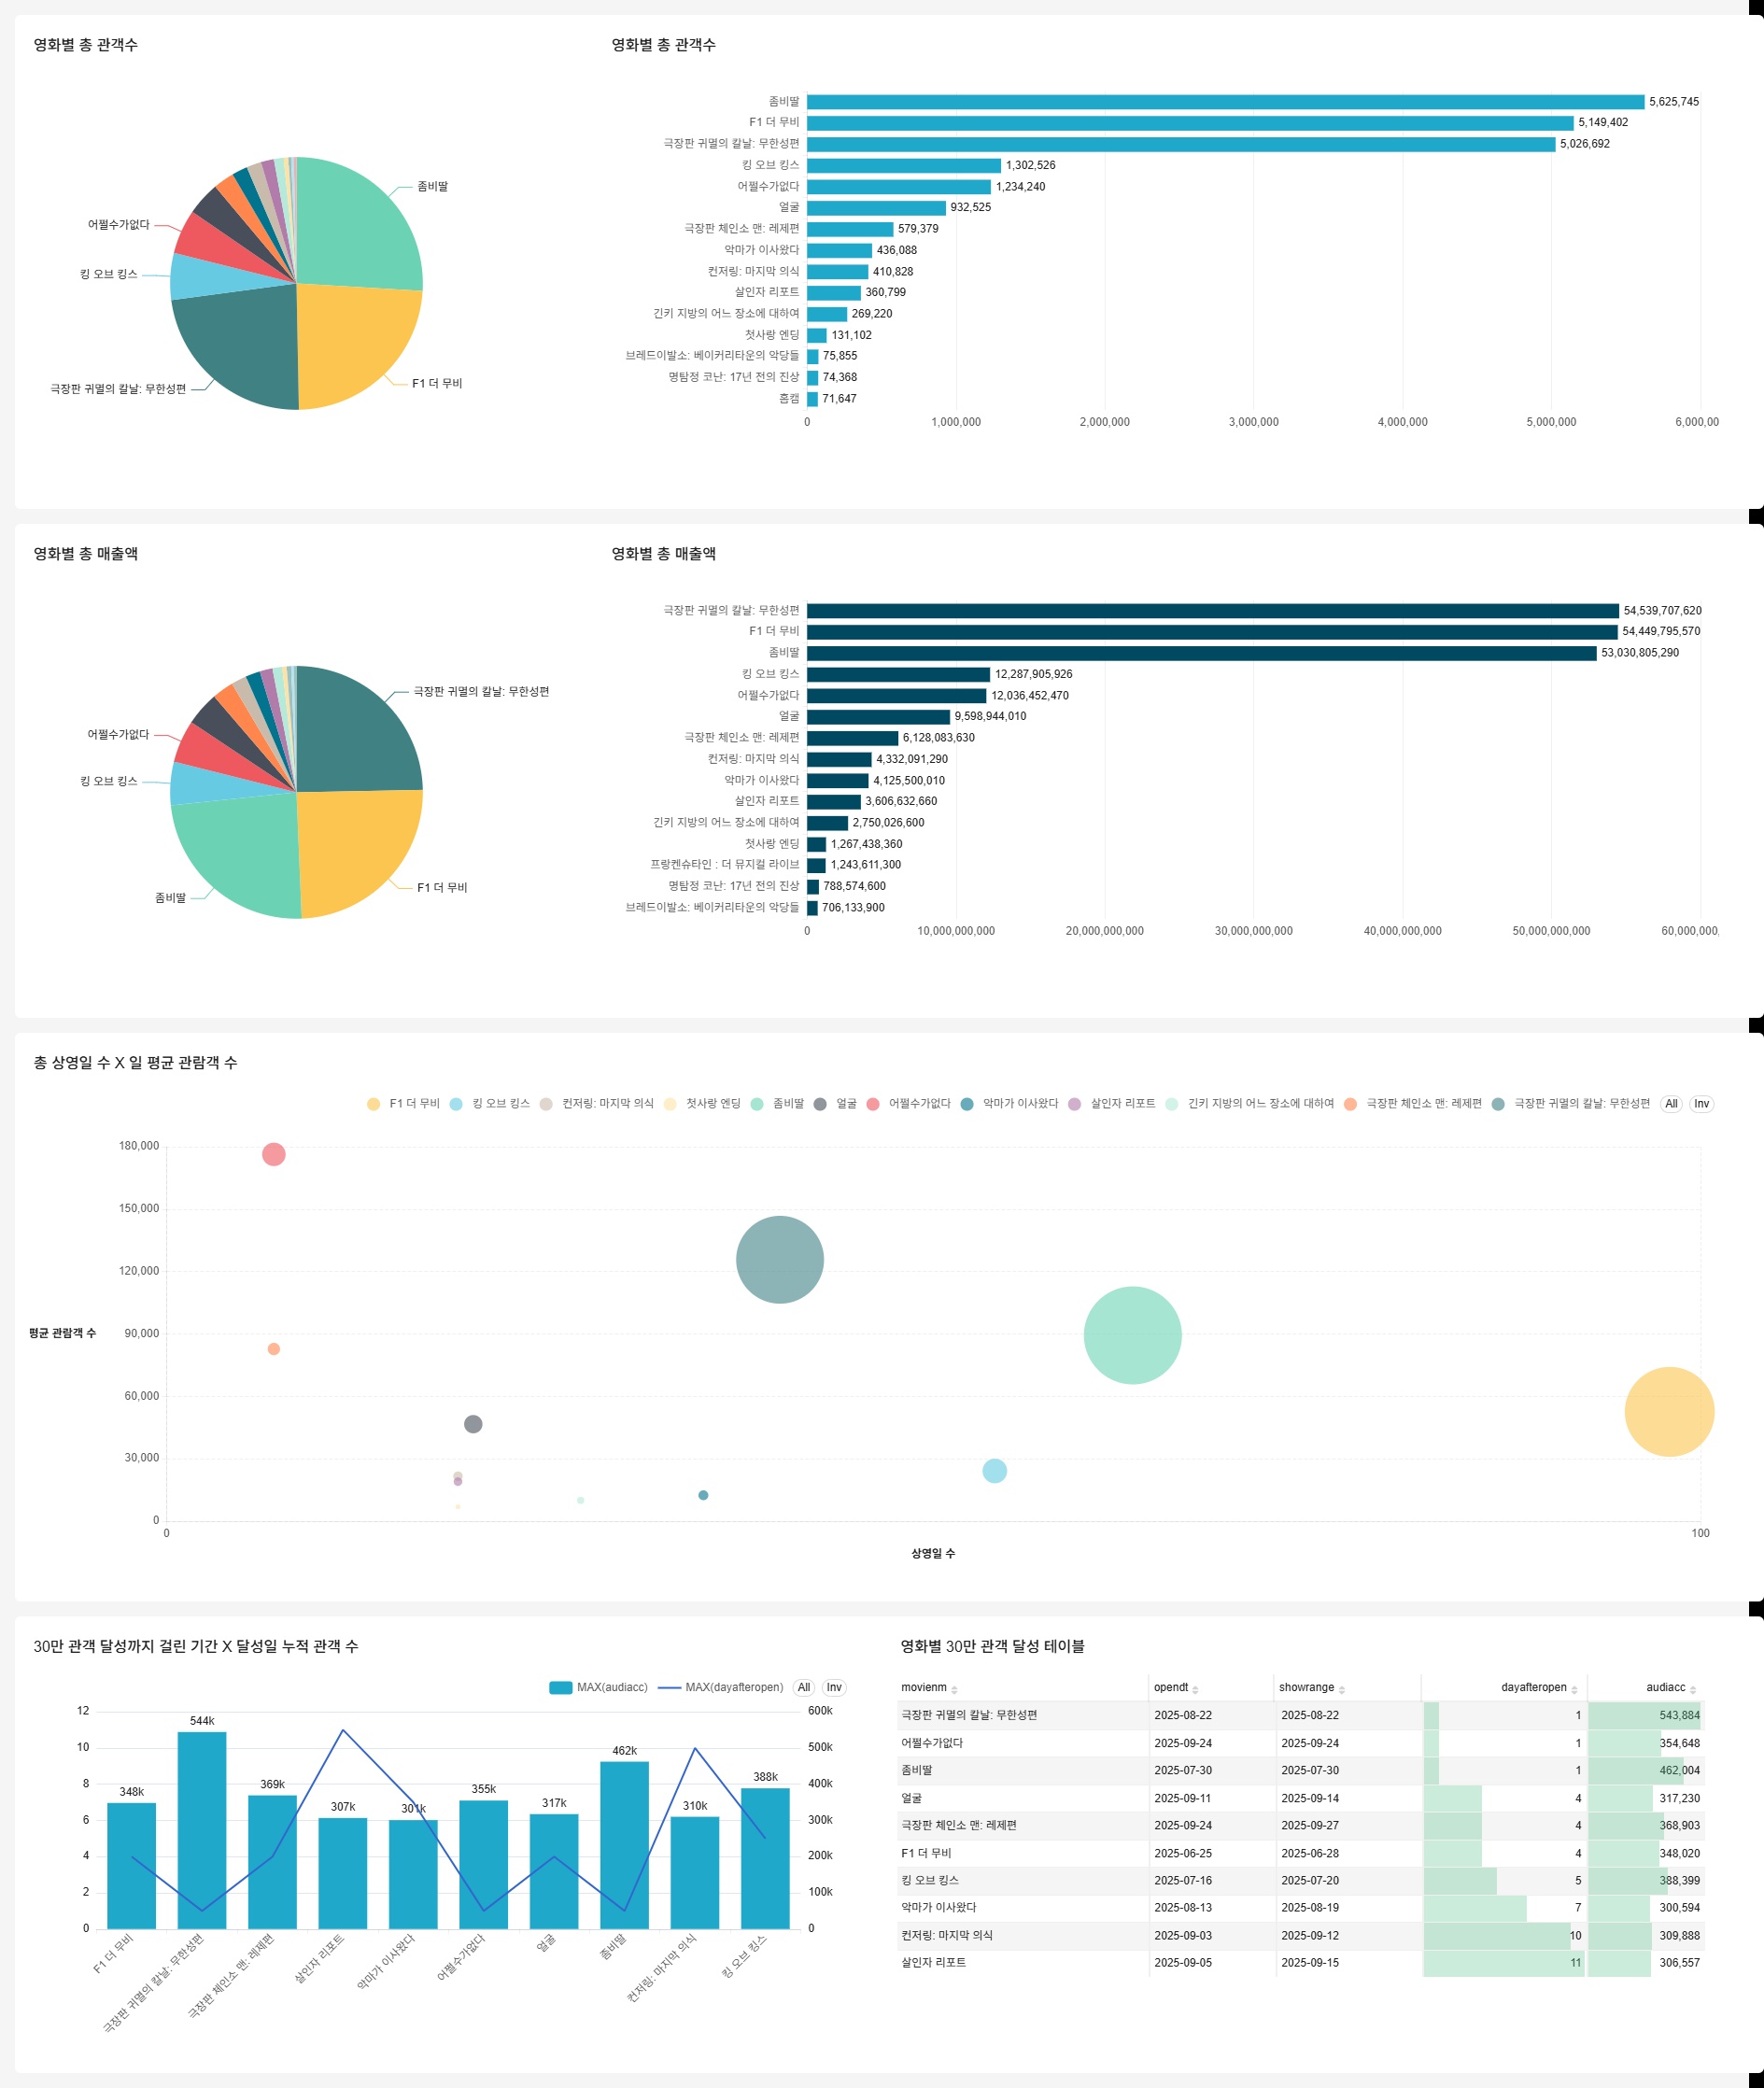 영화별 총 관객수
영화별 총 관객수
좀비딸
어쩔수가없다
킹 오브 킹스
극장판 귀멸의 칼날: 무한성편
F1 더 무비
좀비딸 5,625,745
F1 더 무비 5,149,402
극장판 귀멸의 칼날: 무한성편 5,026,692
킹 오브 킹스 1,302,526
어쩔수가없다 1,234,240
얼굴 932,525
극장판 체인소 맨: 레제편 579,379
악마가 이사왔다 436,088
컨저링: 마지막 의식 410,828
살인자 리포트 360,799
긴키 지방의 어느 장소에 대하여 269,220
첫사랑 엔딩 131,102
브레드이발소: 베이커리타운의 악당들 75,855
명탐정 코난: 17년 전의 진상 74,368
홈캠 71,647
0 1,000,000 2,000,000 3,000,000 4,000,000 5,000,000 6,000,00
영화별 총 매출액
영화별 총 매출액
극장판 귀멸의 칼날: 무한성편
어쩔수가없다
킹 오브 킹스
좀비딸
F1 더 무비
극장판 귀멸의 칼날: 무한성편 54,539,707,620
F1 더 무비 54,449,795,570
좀비딸 53,030,805,290
킹 오브 킹스 12,287,905,926
어쩔수가없다 12,036,452,470
얼굴 9,598,944,010
극장판 체인소 맨: 레제편 6,128,083,630
컨저링: 마지막 의식 4,332,091,290
악마가 이사왔다 4,125,500,010
살인자 리포트 3,606,632,660
긴키 지방의 어느 장소에 대하여 2,750,026,600
첫사랑 엔딩 1,267,438,360
프랑켄슈타인 : 더 뮤지컬 라이브 1,243,611,300
명탐정 코난: 17년 전의 진상 788,574,600
브레드이발소: 베이커리타운의 악당들 706,133,900
0 10,000,000,000 20,000,000,000 30,000,000,000 40,000,000,000 50,000,000,000 60,000,000,
총 상영일 수 X 일 평균 관람객 수
F1 더 무비 킹 오브 킹스 컨저링: 마지막 의식 첫사랑 엔딩 좀비딸 얼굴 어쩔수가없다 악마가 이사왔다 살인자 리포트 긴키 지방의 어느 장소에 대하여 극장판 체인소 맨: 레제편 극장판 귀멸의 칼날: 무한성편 All Inv
180,000
150,000
120,000
평균 관람객 수 90,000
60,000
30,000
0
0 100
상영일 수
30만 관객 달성까지 걸린 기간 X 달성일 누적 관객 수
MAX(audiacc) MAX(dayafteropen) All Inv
12 600k
10 500k
8 400k
6 300k
4 200k
2 100k
0 0
348k 544k 369k 307k 301k 355k 317k 462k 310k 388k
F1 더 무비
극장판 귀멸의 칼날: 무한성편
극장판 체인소 맨: 레제편
살인자 리포트
악마가 이사왔다
어쩔수가없다
얼굴
좀비딸
컨저링: 마지막 의식
킹 오브 킹스
영화별 30만 관객 달성 테이블
movienm opendt showrange dayafteropen audiacc
극장판 귀멸의 칼날: 무한성편 2025-08-22 2025-08-22 1 543,884
어쩔수가없다 2025-09-24 2025-09-24 1 354,648
좀비딸 2025-07-30 2025-07-30 1 462,004
얼굴 2025-09-11 2025-09-14 4 317,230
극장판 체인소 맨: 레제편 2025-09-24 2025-09-27 4 368,903
F1 더 무비 2025-06-25 2025-06-28 4 348,020
킹 오브 킹스 2025-07-16 2025-07-20 5 388,399
악마가 이사왔다 2025-08-13 2025-08-19 7 300,594
컨저링: 마지막 의식 2025-09-03 2025-09-12 10 309,888
살인자 리포트 2025-09-05 2025-09-15 11 306,557